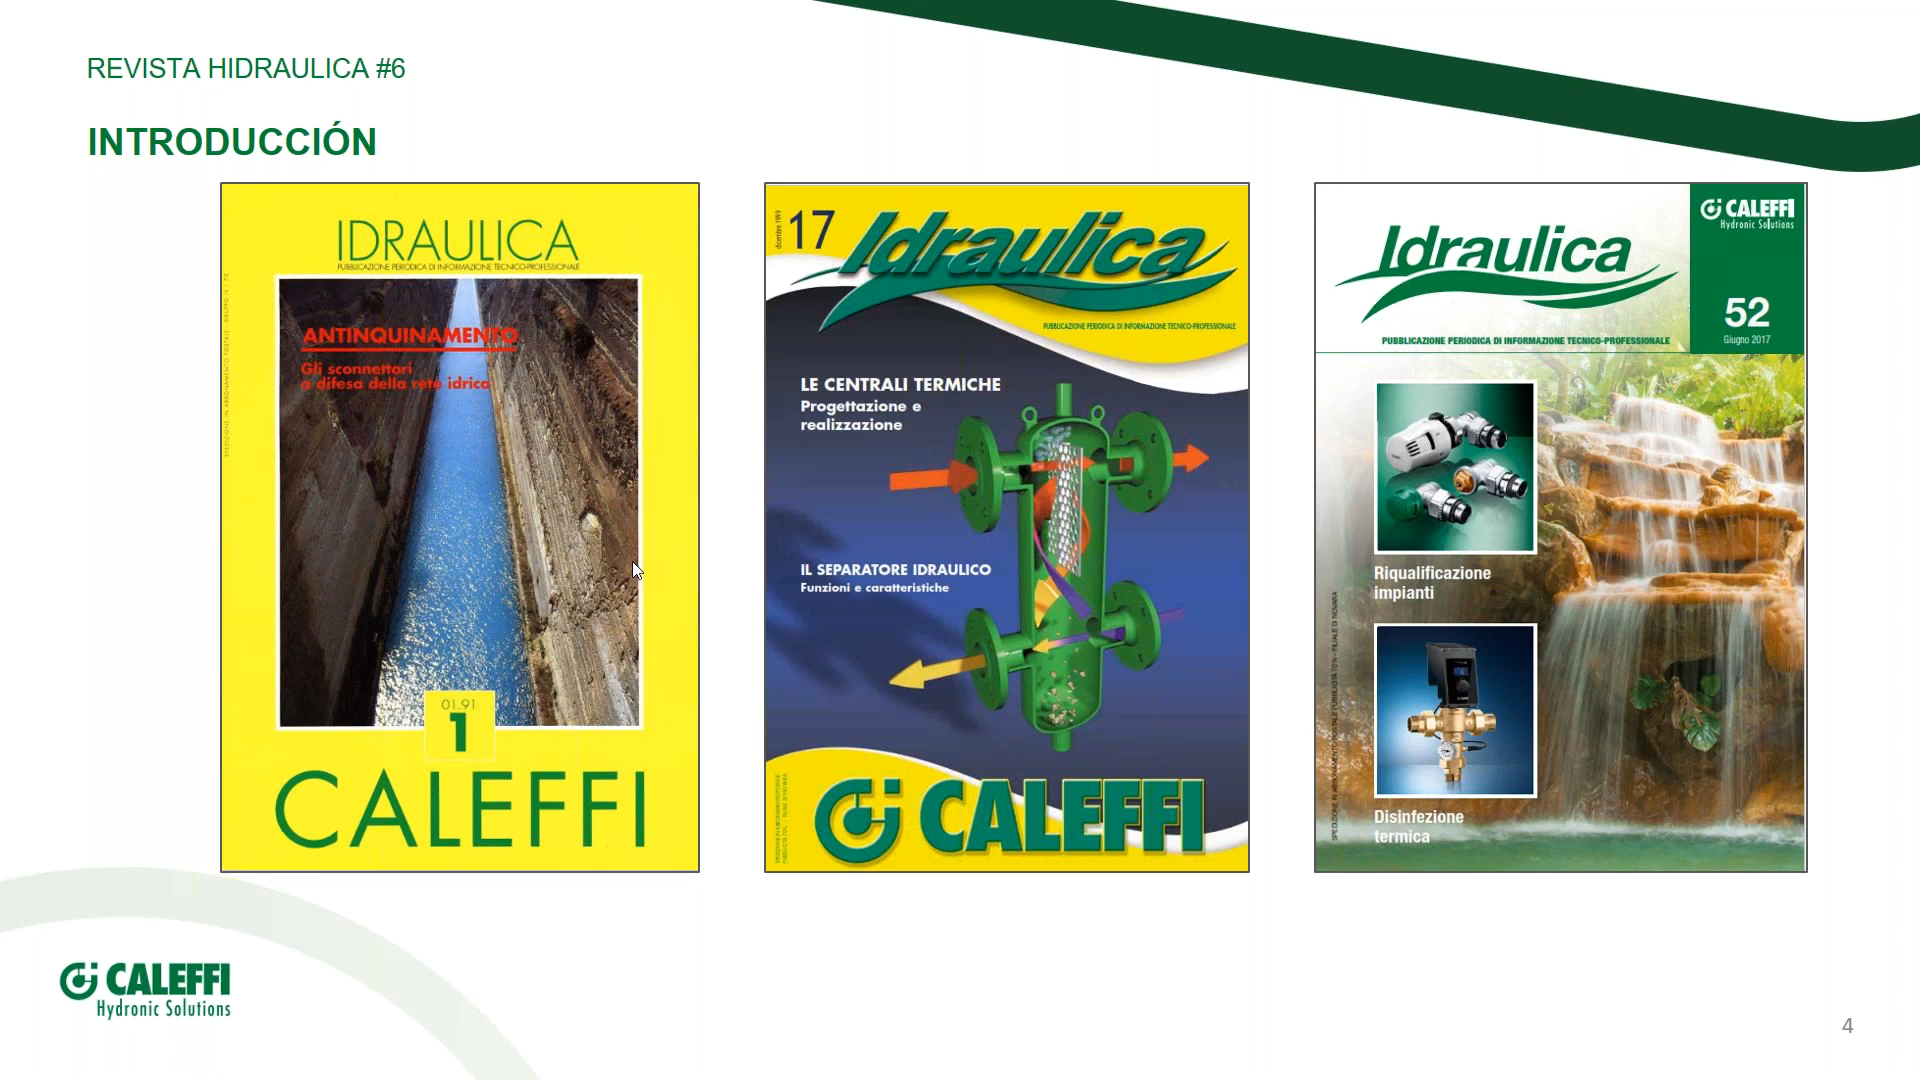 REVISTA HIDRAULICA #6
INTRODUCCIÓN
IDRAULICA
PUBBLICAZIONE PERIODICA DI INFORMAZIONE TECNICO-PROFESSIONALE
ANTINQUINAMENTO
Gli sconnettori
a difesa della rete idrica
01.91
1
CALEFFI
dicembre 1999
17
Idraulica
PUBBLICAZIONE PERIODICA DI INFORMAZIONE TECNICO-PROFESSIONALE
LE CENTRALI TERMICHE
Progettazione e
realizzazione
IL SEPARATORE IDRAULICO
Funzioni e caratteristiche
CALEFFI
CALEFFI
Hydronic Solutions
Idraulica
52
Giugno 2017
PUBBLICAZIONE PERIODICA DI INFORMAZIONE TECNICO-PROFESSIONALE
Riqualificazione
impianti
Disinfezione
termica
CALEFFI
Hydronic Solutions
4